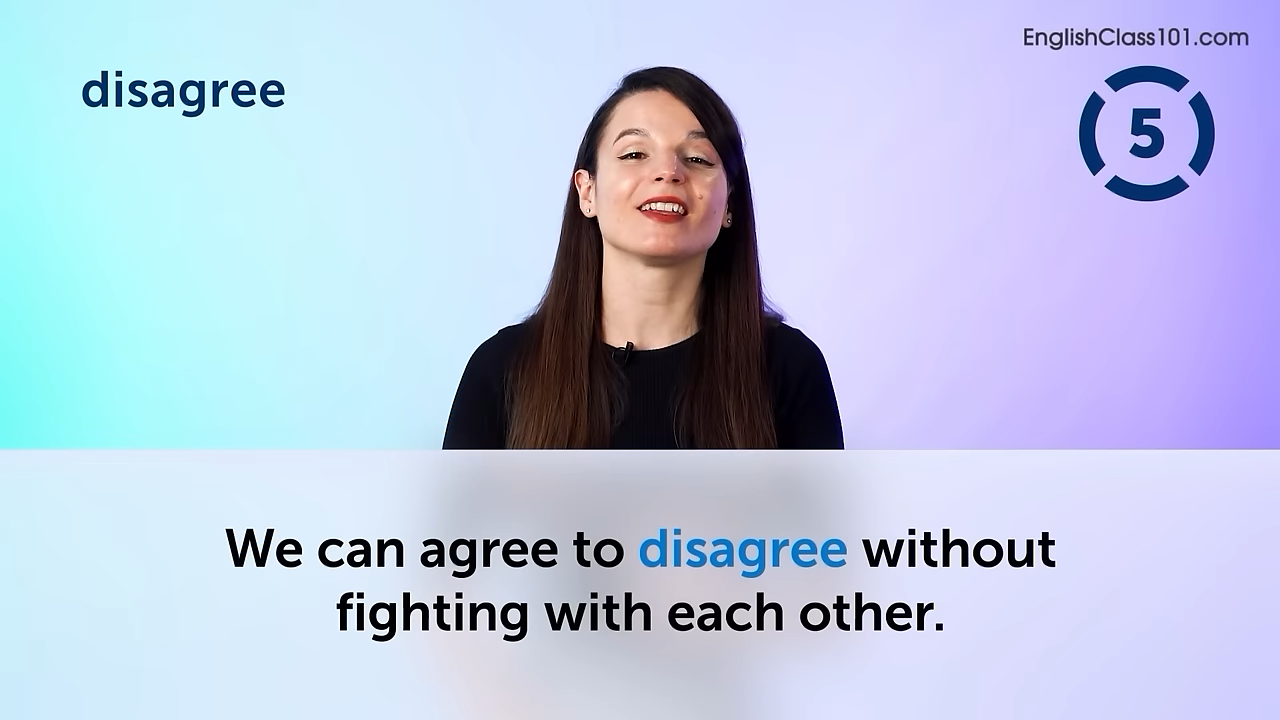 EnglishClass101.com
disagree
5
We can agree to disagree without
fighting with each other.